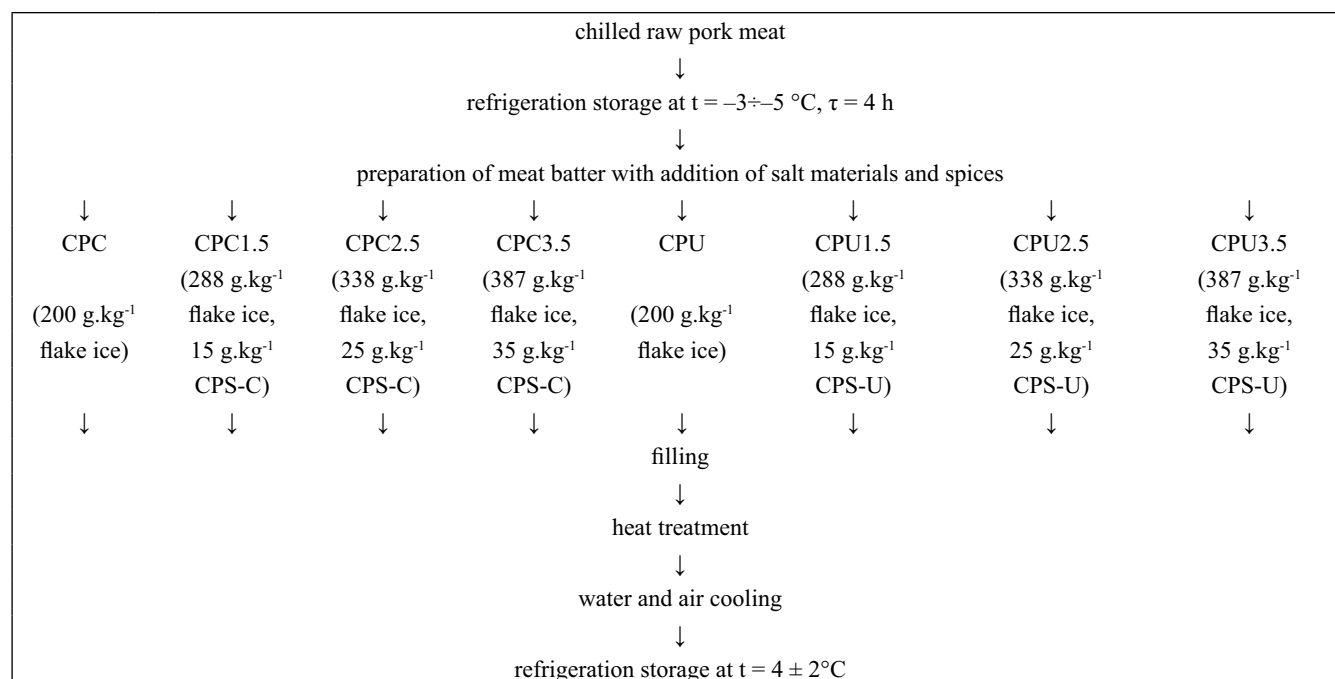 chilled raw pork meat
↓
refrigeration storage at t = –3÷–5 °C, τ = 4 h
↓
preparation of meat batter with addition of salt materials and spices
↓ ↓ ↓ ↓ ↓ ↓ ↓ ↓
CPC CPC1.5 CPC2.5 CPC3.5 CPU CPU1.5 CPU2.5 CPU3.5
(288 g.kg⁻¹ (338 g.kg⁻¹ (387 g.kg⁻¹ (288 g.kg⁻¹ (338 g.kg⁻¹ (387 g.kg⁻¹
(200 g.kg⁻¹ flake ice, flake ice, flake ice, (200 g.kg⁻¹ flake ice, flake ice, flake ice,
flake ice) 15 g.kg⁻¹ 25 g.kg⁻¹ 35 g.kg⁻¹ flake ice) 15 g.kg⁻¹ 25 g.kg⁻¹ 35 g.kg⁻¹
CPS-C) CPS-C) CPS-C) CPS-U) CPS-U) CPS-U)
↓ ↓ ↓ ↓ ↓ ↓ ↓ ↓
filling
↓
heat treatment
↓
water and air cooling
↓
refrigeration storage at t = 4 ± 2°C